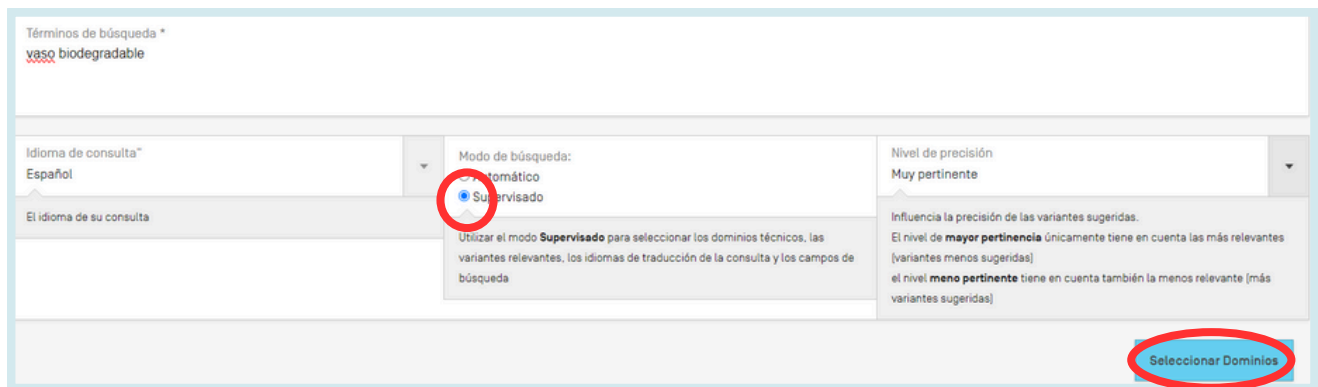 Términos de búsqueda *
vaso biodegradable
Idioma de consulta"
Español
El idioma de su consulta
Modo de búsqueda:
Automático
Supervisado
Utilizar el modo Supervisado para seleccionar los dominios técnicos, las
variantes relevantes, los idiomas de traducción de la consulta y los campos de
búsqueda
Nivel de precisión
Muy pertinente
Influencia la precisión de las variantes sugeridas.
El nivel de mayor pertinencia únicamente tiene en cuenta las más relevantes
(variantes menos sugeridas)
el nivel meno pertinente tiene en cuenta también la menos relevante (más
variantes sugeridas)
Seleccionar Dominios